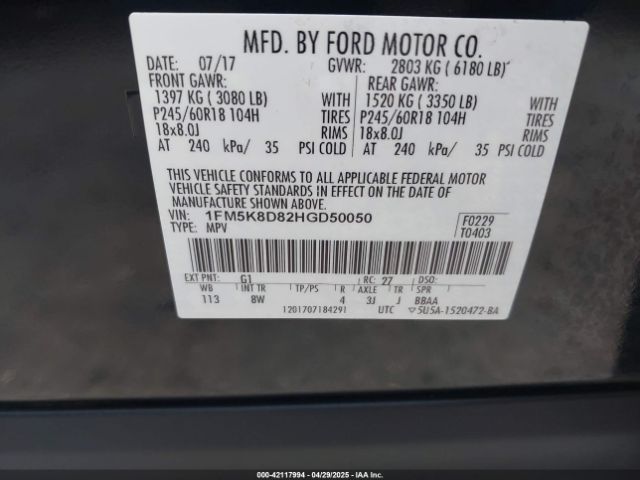 MFD. BY FORD MOTOR CO.
DATE: 07/17 GVWR: 2803 KG ( 6180 LB)
FRONT GAWR: REAR GAWR:
1397 KG ( 3080 LB) WITH 1520 KG ( 3350 LB) WITH
P245/60R18 104H TIRES P245/60R18 104H TIRES
18x8.0J RIMS 18x8.0J RIMS
AT 240 kPa/ 35 PSI COLD AT 240 kPa/ 35 PSI COLD
THIS VEHICLE CONFORMS TO ALL APPLICABLE FEDERAL MOTOR
VEHICLE SAFETY AND BUMPER STANDARDS IN EFFECT ON THE DATE OF
MANUFACTURE SHOWN ABOVE.
VIN: 1FM5K8D82HGD50050 F0229
TYPE: MPV T0403
EXT PNT: G1 RC: 27 DSO:
WB INT TR TP/PS R AXLE TR SPR
113 8W 4 3J J BBAA
1201707184291 UTC 5U5A-1520472-BA
000-42117994 | 04/29/2025 - IAA, Inc.